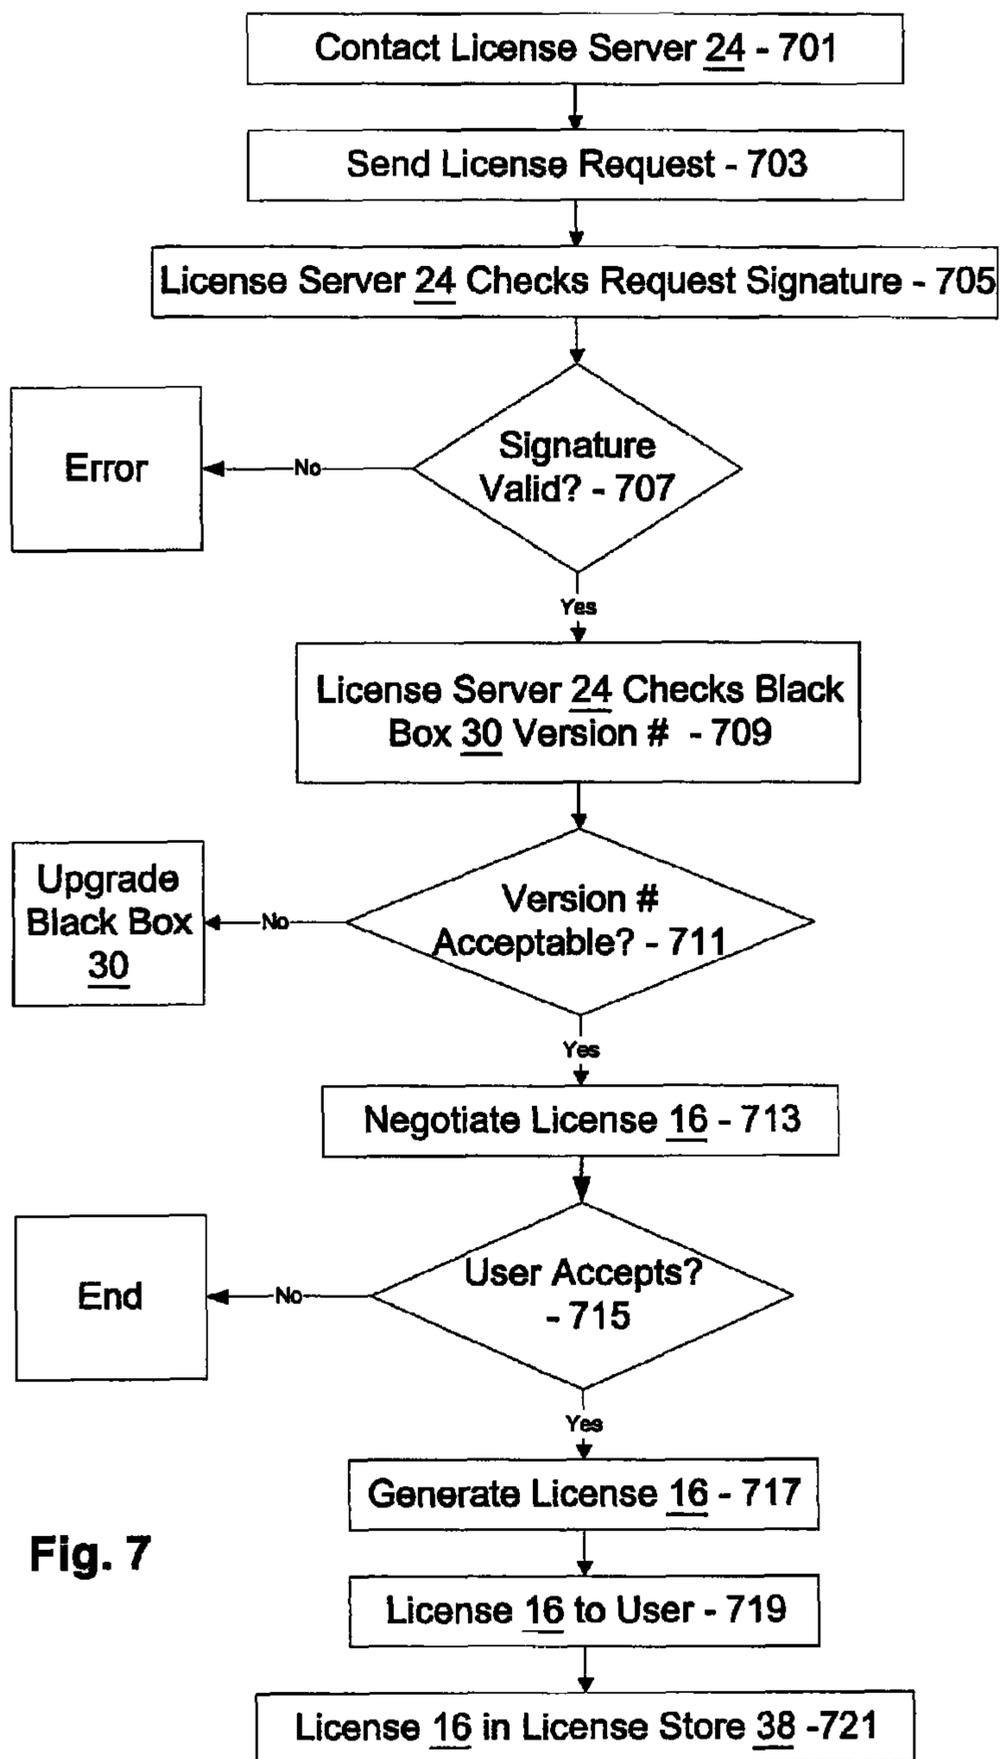 Contact License Server 24 - 701
Send License Request - 703
License Server 24 Checks Request Signature - 705
Signature
Valid? - 707
No
Error
Yes
License Server 24 Checks Black
Box 30 Version # - 709
Version #
Acceptable? - 711
No
Upgrade
Black Box
30
Yes
Negotiate License 16 - 713
User Accepts?
- 715
No
End
Yes
Generate License 16 - 717
Fig. 7
License 16 to User - 719
License 16 in License Store 38 -721